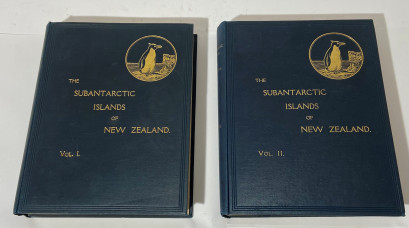 THE
SUBANTARCTIC
ISLANDS
OF
NEW ZEALAND.
VOL. I.
THE
SUBANTARCTIC
ISLANDS
OF
NEW ZEALAND.
VOL. II.